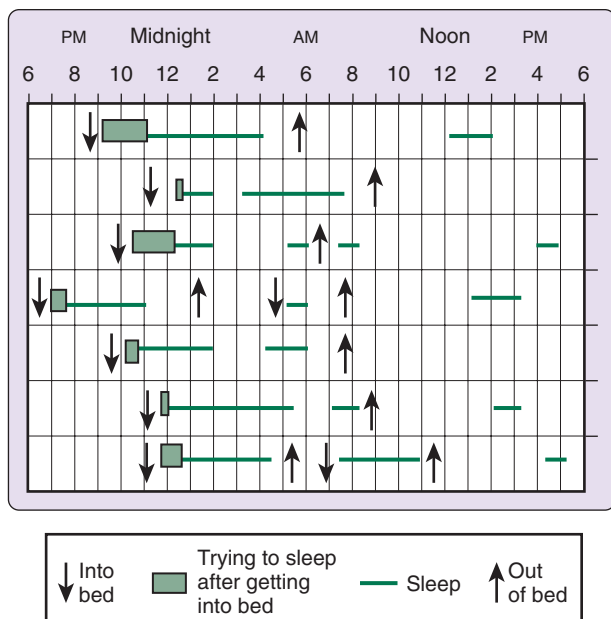 PM Midnight AM Noon PM
6 8 10 12 2 4 6 8 10 12 2 4 6
Into
bed
Trying to sleep
after getting
into bed
Sleep
Out
of bed